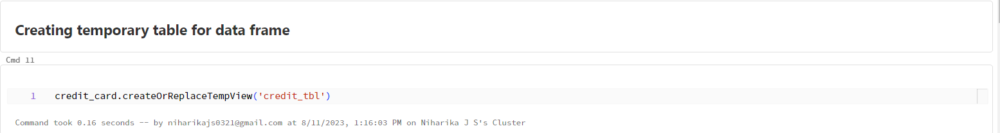 Creating temporary table for data frame
Cmd 11
1 credit_card.createOrReplaceTempView('credit_tbl')
Command took 0.16 seconds -- by niharikajs0321@gmail.com at 8/11/2023, 1:16:03 PM on Niharika J S's Cluster